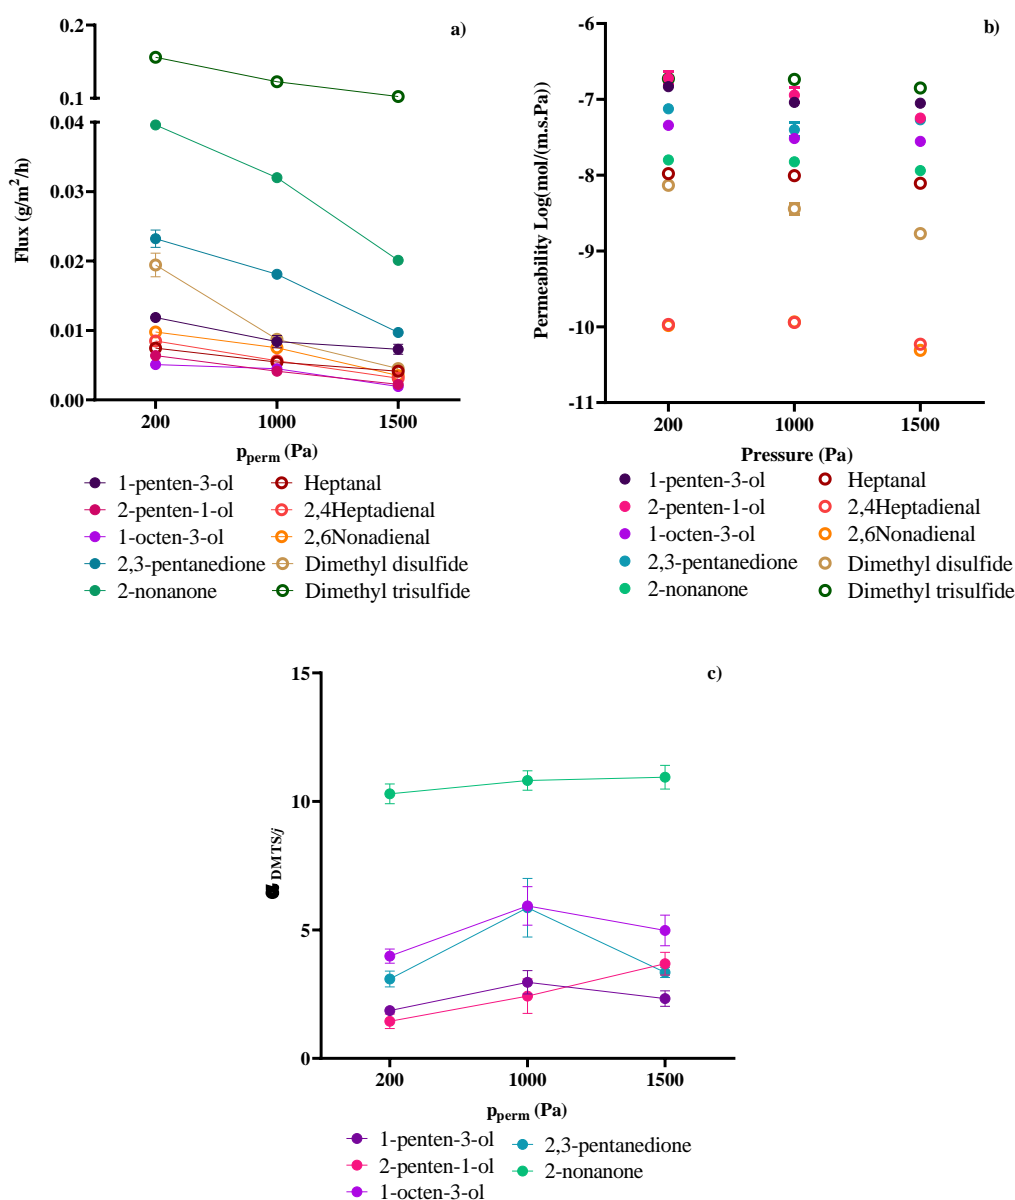 a)
0.2
0.1
0.04
0.03
0.02
0.01
0.00
Flux (g/m²/h)
200 1000 1500
p_perm (Pa)
1-penten-3-ol
2-penten-1-ol
1-octen-3-ol
2,3-pentanedione
2-nonanone
Heptanal
2,4Heptadienal
2,6Nonadienal
Dimethyl disulfide
Dimethyl trisulfide
b)
-6
-7
-8
-9
-10
-11
Permeability Log(mol/(m.s.Pa))
200 1000 1500
Pressure (Pa)
1-penten-3-ol
2-penten-1-ol
1-octen-3-ol
2,3-pentanedione
2-nonanone
Heptanal
2,4Heptadienal
2,6Nonadienal
Dimethyl disulfide
Dimethyl trisulfide
c)
15
10
5
0
α DMTS/j
200 1000 1500
p_perm (Pa)
1-penten-3-ol
2-penten-1-ol
1-octen-3-ol
2,3-pentanedione
2-nonanone